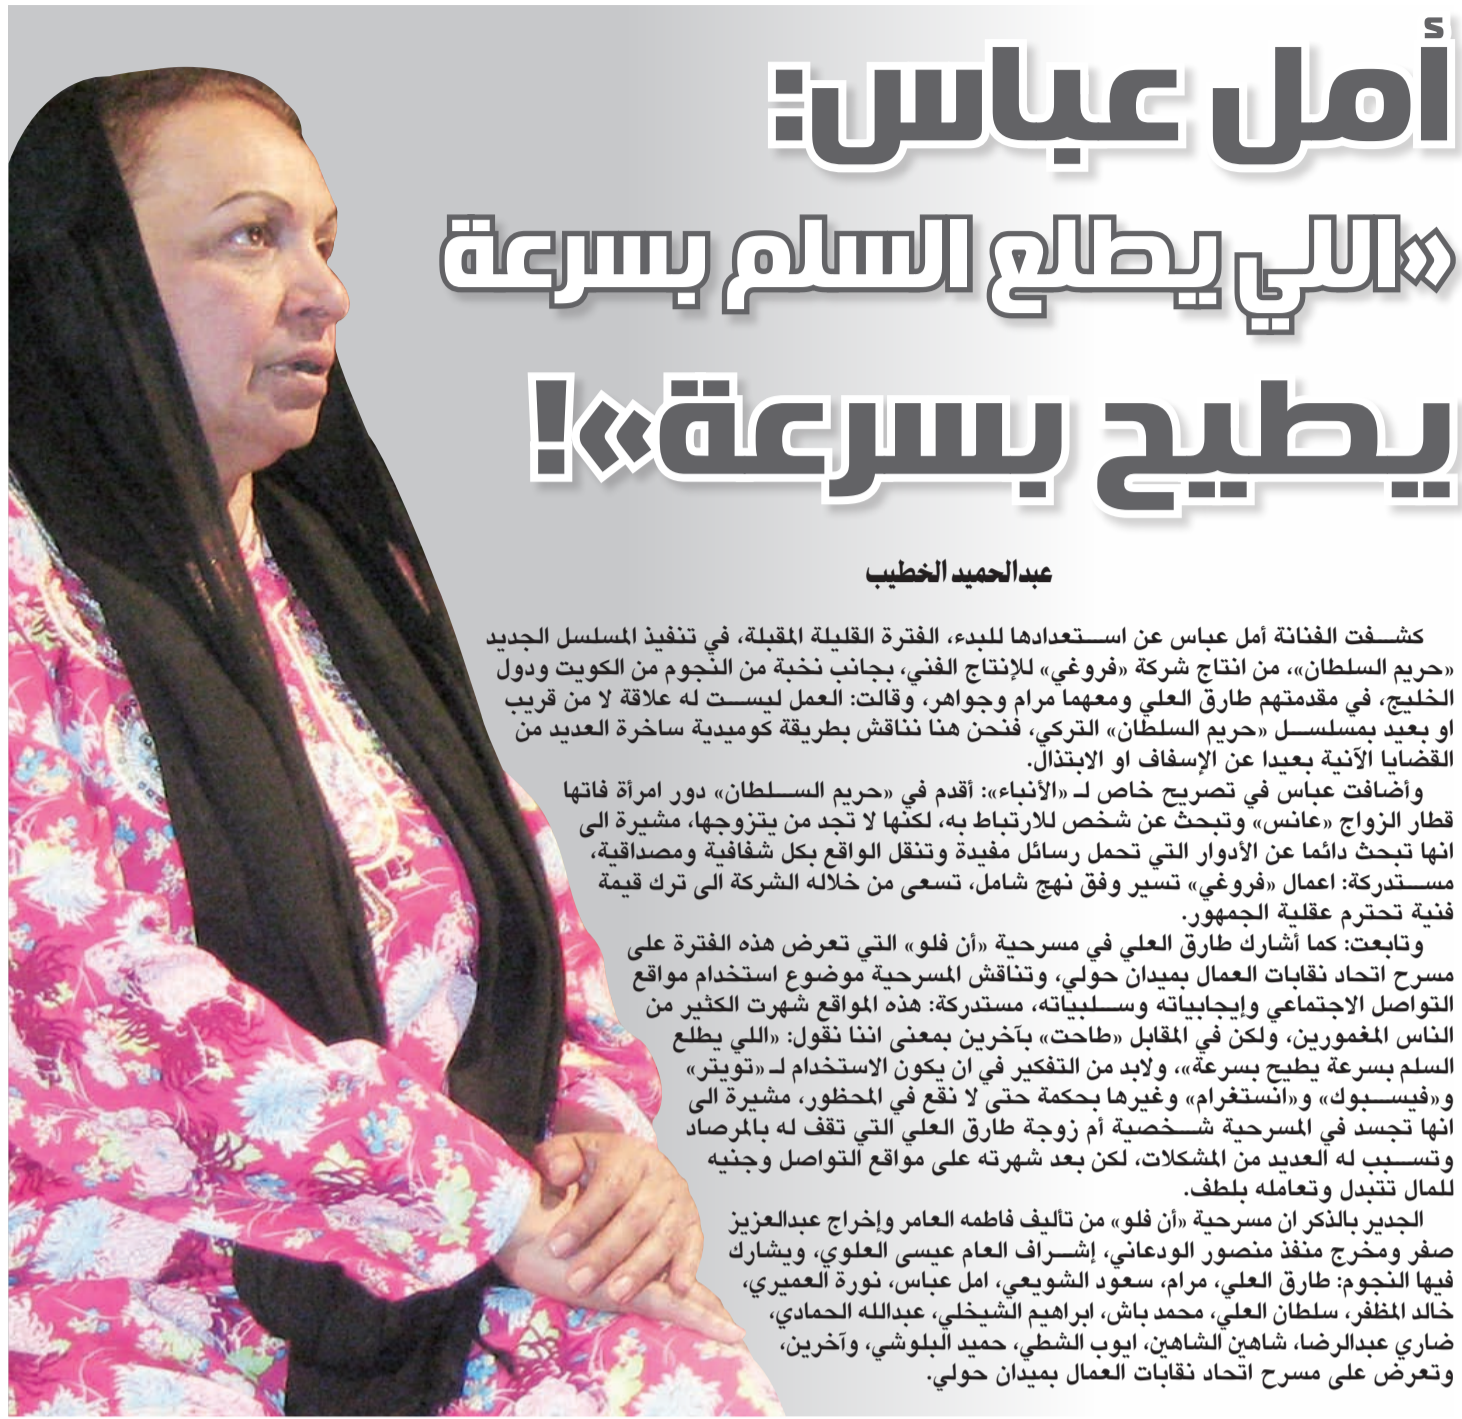 أمل عباس:
«اللي يطلع السلم بسرعة
يطيح بسرعة»!
عبدالحميد الخطيب
كشفت الفنانة أمل عباس عن استعدادها للبدء، الفترة القليلة المقبلة، في تنفيذ المسلسل الجديد
«حريم السلطان»، من انتاج شركة «فروغي» للإنتاج الفني، بجانب نخبة من النجوم من الكويت ودول
الخليج، في مقدمتهم طارق العلي ومعهما مرام وجواهر، وقالت: العمل ليست له علاقة لا من قريب
او بعيد بمسلسل «حريم السلطان» التركي، فنحن هنا نناقش بطريقة كوميدية ساخرة العديد من
القضايا الآنية بعيدا عن الإسفاف او الابتذال.
وأضافت عباس في تصريح خاص لـ «الأنباء»: أقدم في «حريم السلطان» دور امرأة فاتها
قطار الزواج «عانس» وتبحث عن شخص للارتباط به، لكنها لا تجد من يتزوجها، مشيرة الى
انها تبحث دائما عن الأدوار التي تحمل رسائل مفيدة وتنقل الواقع بكل شفافية ومصداقية،
مستدركة: اعمال «فروغي» تسير وفق نهج شامل، تسعى من خلاله الشركة الى ترك قيمة
فنية تحترم عقلية الجمهور.
وتابعت: كما أشارك طارق العلي في مسرحية «أن فلو» التي تعرض هذه الفترة على
مسرح اتحاد نقابات العمال بميدان حولي، وتناقش المسرحية موضوع استخدام مواقع
التواصل الاجتماعي وإيجابياته وسلبياته، مستدركة: هذه المواقع شهرت الكثير من
الناس المغمورين، ولكن في المقابل «طاحت» بآخرين بمعنى اننا نقول: «اللي يطلع
السلم بسرعة يطيح بسرعة»، ولابد من التفكير في ان يكون الاستخدام لـ «تويتر»
و«فيسبوك» و«انستغرام» وغيرها بحكمة حتى لا نقع في المحظور، مشيرة الى
انها تجسد في المسرحية شخصية أم زوجة طارق العلي التي تقف له بالمرصاد
وتسبب له العديد من المشكلات، لكن بعد شهرته على مواقع التواصل وجنيه
للمال تتبدل وتعامله بلطف.
الجدير بالذكر ان مسرحية «أن فلو» من تأليف فاطمه العامر وإخراج عبدالعزيز
صفر ومخرج منفذ منصور الودعاني، إشراف العام عيسى العلوي، ويشارك
فيها النجوم: طارق العلي، مرام، سعود الشويعي، امل عباس، نورة العميري،
خالد المظفر، سلطان العلي، محمد باش، ابراهيم الشيخلي، عبدالله الحمادي،
ضاري عبدالرضا، شاهين الشاهين، ايوب الشطي، حميد البلوشي، وآخرين،
وتعرض على مسرح اتحاد نقابات العمال بميدان حولي.